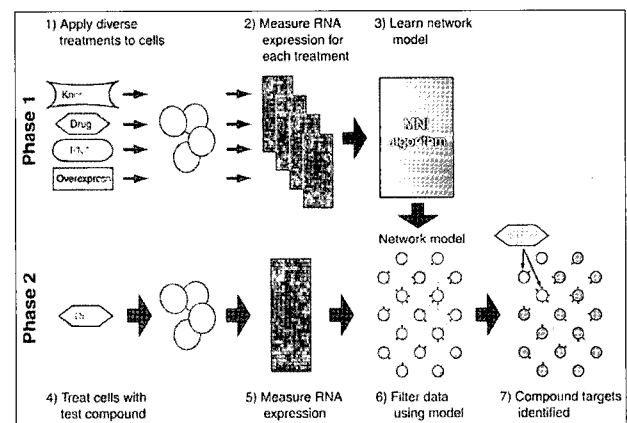 1) Apply diverse
treatments to cells
2) Measure RNA
expression for
each treatment
3) Learn network
model
Phase 1
Drug
Overexpress
MNI
algorithm
Network model
Phase 2
4) Treat cells with
test compound
5) Measure RNA
expression
6) Filter data
using model
7) Compound targets
identified